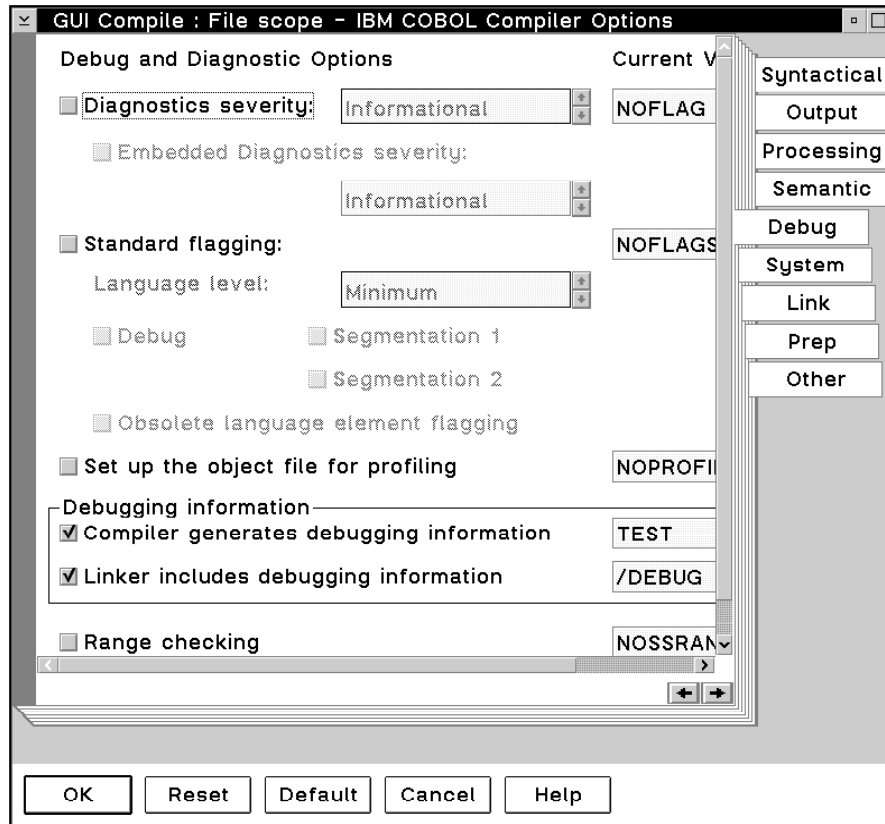 GUI Compile : File scope - IBM COBOL Compiler Options
Debug and Diagnostic Options Current V
Diagnostics severity: Informational NOFLAG
Embedded Diagnostics severity:
Informational
Standard flagging: NOFLAGS
Language level: Minimum
Debug Segmentation 1
Segmentation 2
Obsolete language element flagging
Set up the object file for profiling NOPROFI
Debugging information
Compiler generates debugging information TEST
Linker includes debugging information /DEBUG
Range checking NOSSRAN
Syntactical
Output
Processing
Semantic
Debug
System
Link
Prep
Other
OK Reset Default Cancel Help